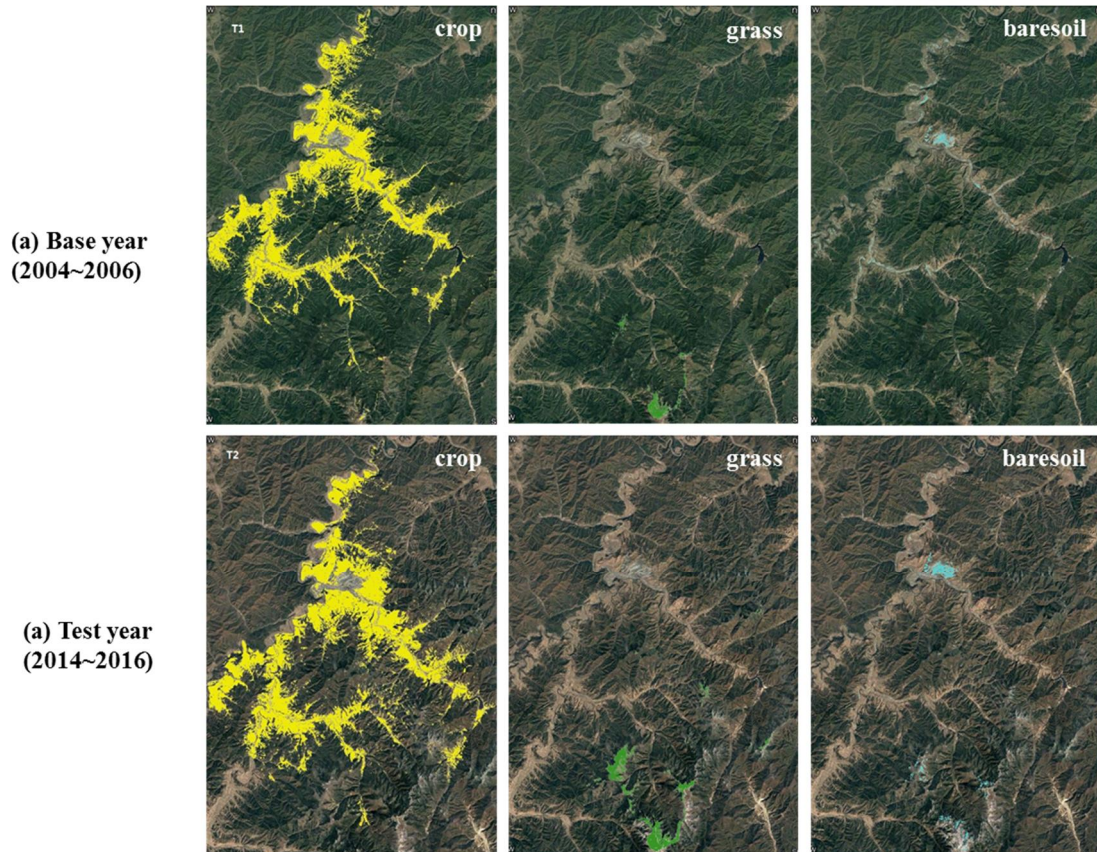 T1
crop
grass
baresoil
(a) Base year
(2004~2006)
T2
crop
grass
baresoil
(a) Test year
(2014~2016)